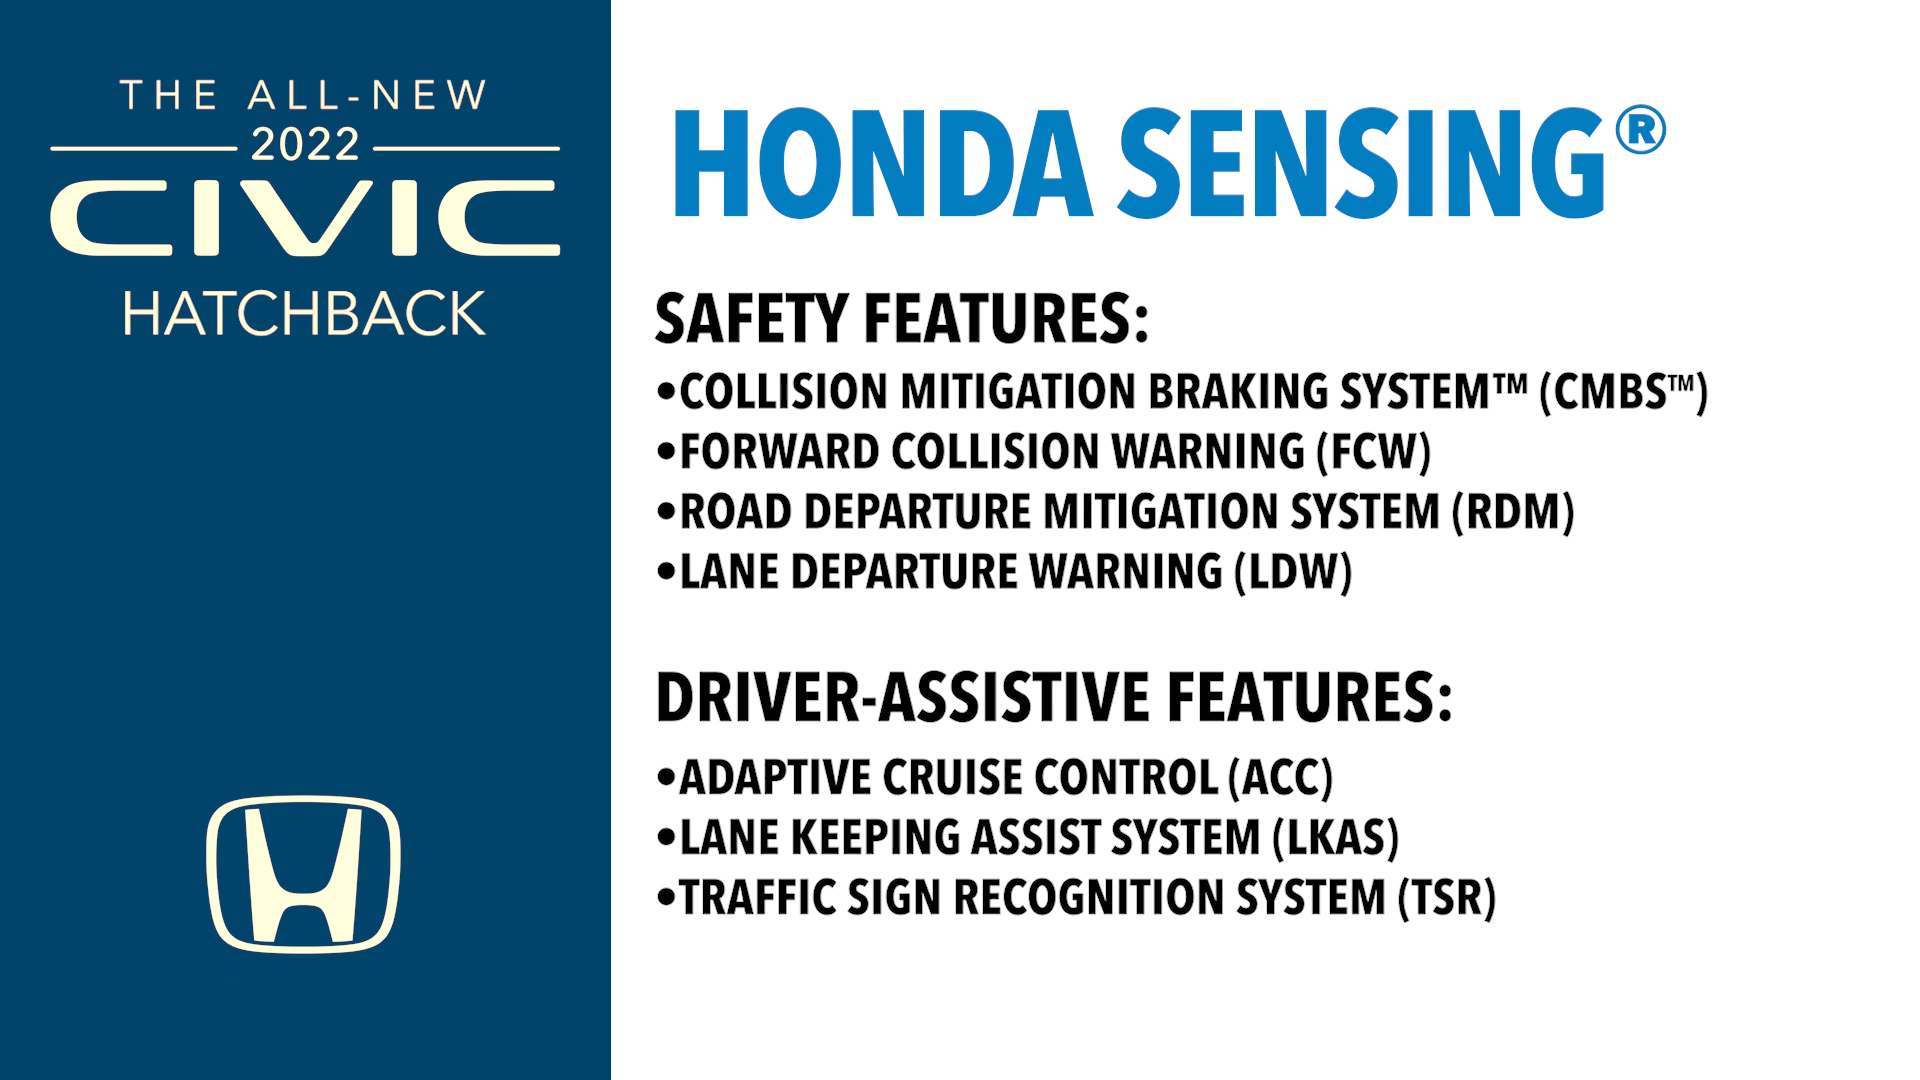 THE ALL-NEW
2022
CIVIC
HATCHBACK
HONDA SENSING®
SAFETY FEATURES:
•COLLISION MITIGATION BRAKING SYSTEM™ (CMBS™)
•FORWARD COLLISION WARNING (FCW)
•ROAD DEPARTURE MITIGATION SYSTEM (RDM)
•LANE DEPARTURE WARNING (LDW)
DRIVER-ASSISTIVE FEATURES:
•ADAPTIVE CRUISE CONTROL (ACC)
•LANE KEEPING ASSIST SYSTEM (LKAS)
•TRAFFIC SIGN RECOGNITION SYSTEM (TSR)